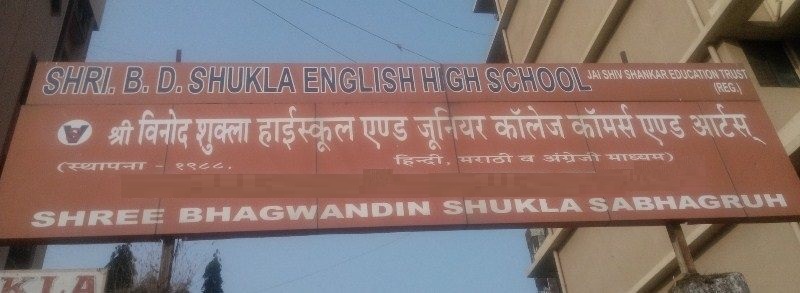 SHRI. B. D. SHUKLA ENGLISH HIGH SCHOOL JAI SHIV SHANKAR EDUCATION TRUST
(REG.)
श्री विनोद शुक्ला हाईस्कूल एण्ड जूनियर कॉलेज कॉमर्स एण्ड आर्टस्
(स्थापना - १९८८. हिन्दी, मराठी व अंग्रेजी माध्यम)
SHREE BHAGWANDIN SHUKLA SABHAGRUH
KLA